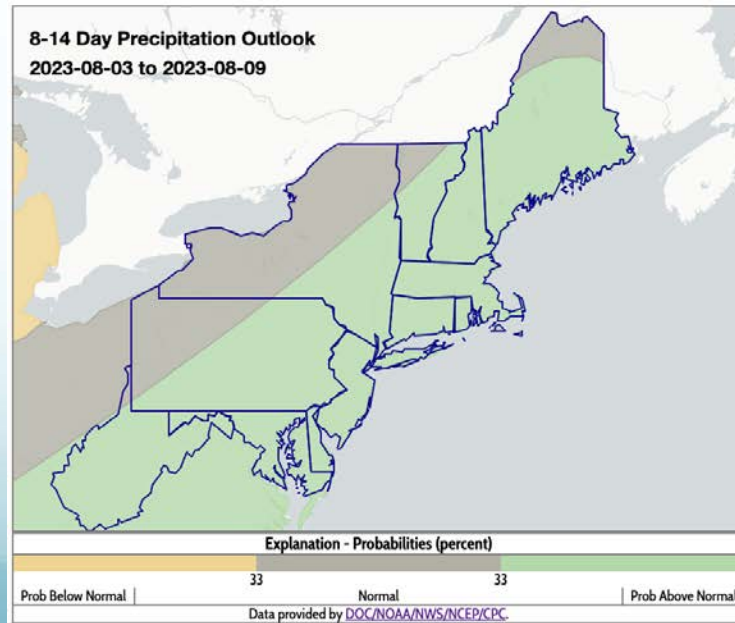 8-14 Day Precipitation Outlook
2023-08-03 to 2023-08-09
Explanation - Probabilities (percent)
33 33
Prob Below Normal Normal Prob Above Normal
Data provided by DOC/NOAA/NWS/NCEP/CPC.